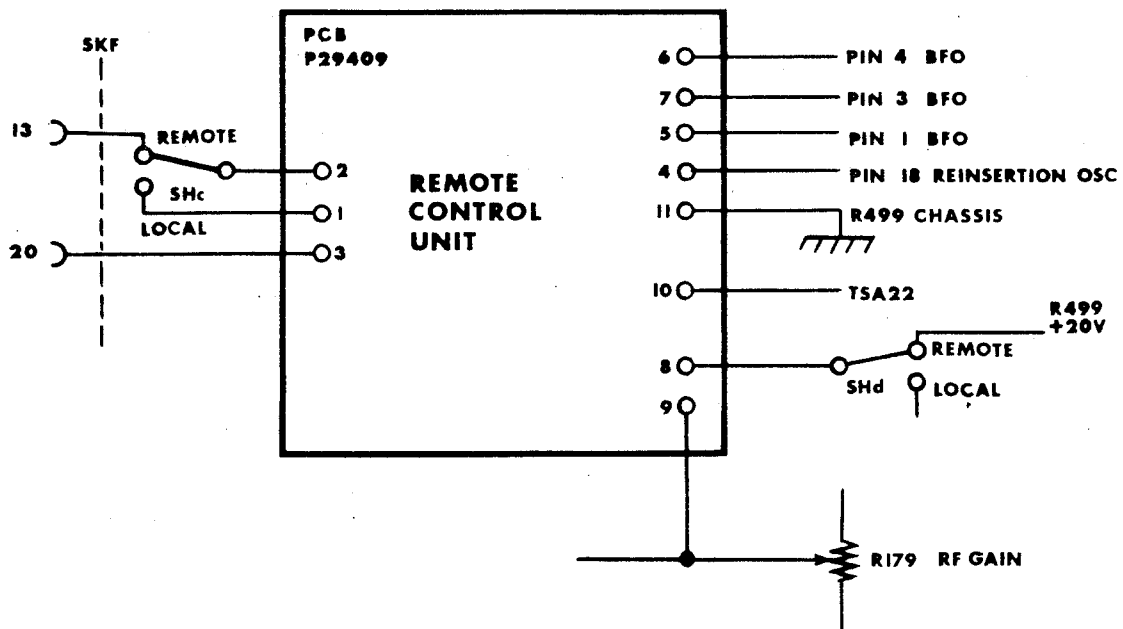 SKF
13
20
REMOTE
SHc
LOCAL
PCB
P29409
REMOTE
CONTROL
UNIT
2
1
3
6
7
5
4
11
10
8
9
PIN 4 BFO
PIN 3 BFO
PIN 1 BFO
PIN 18 REINSERTION OSC
R499 CHASSIS
TSA22
R499
+20V
REMOTE
SHd
LOCAL
R179 RF GAIN